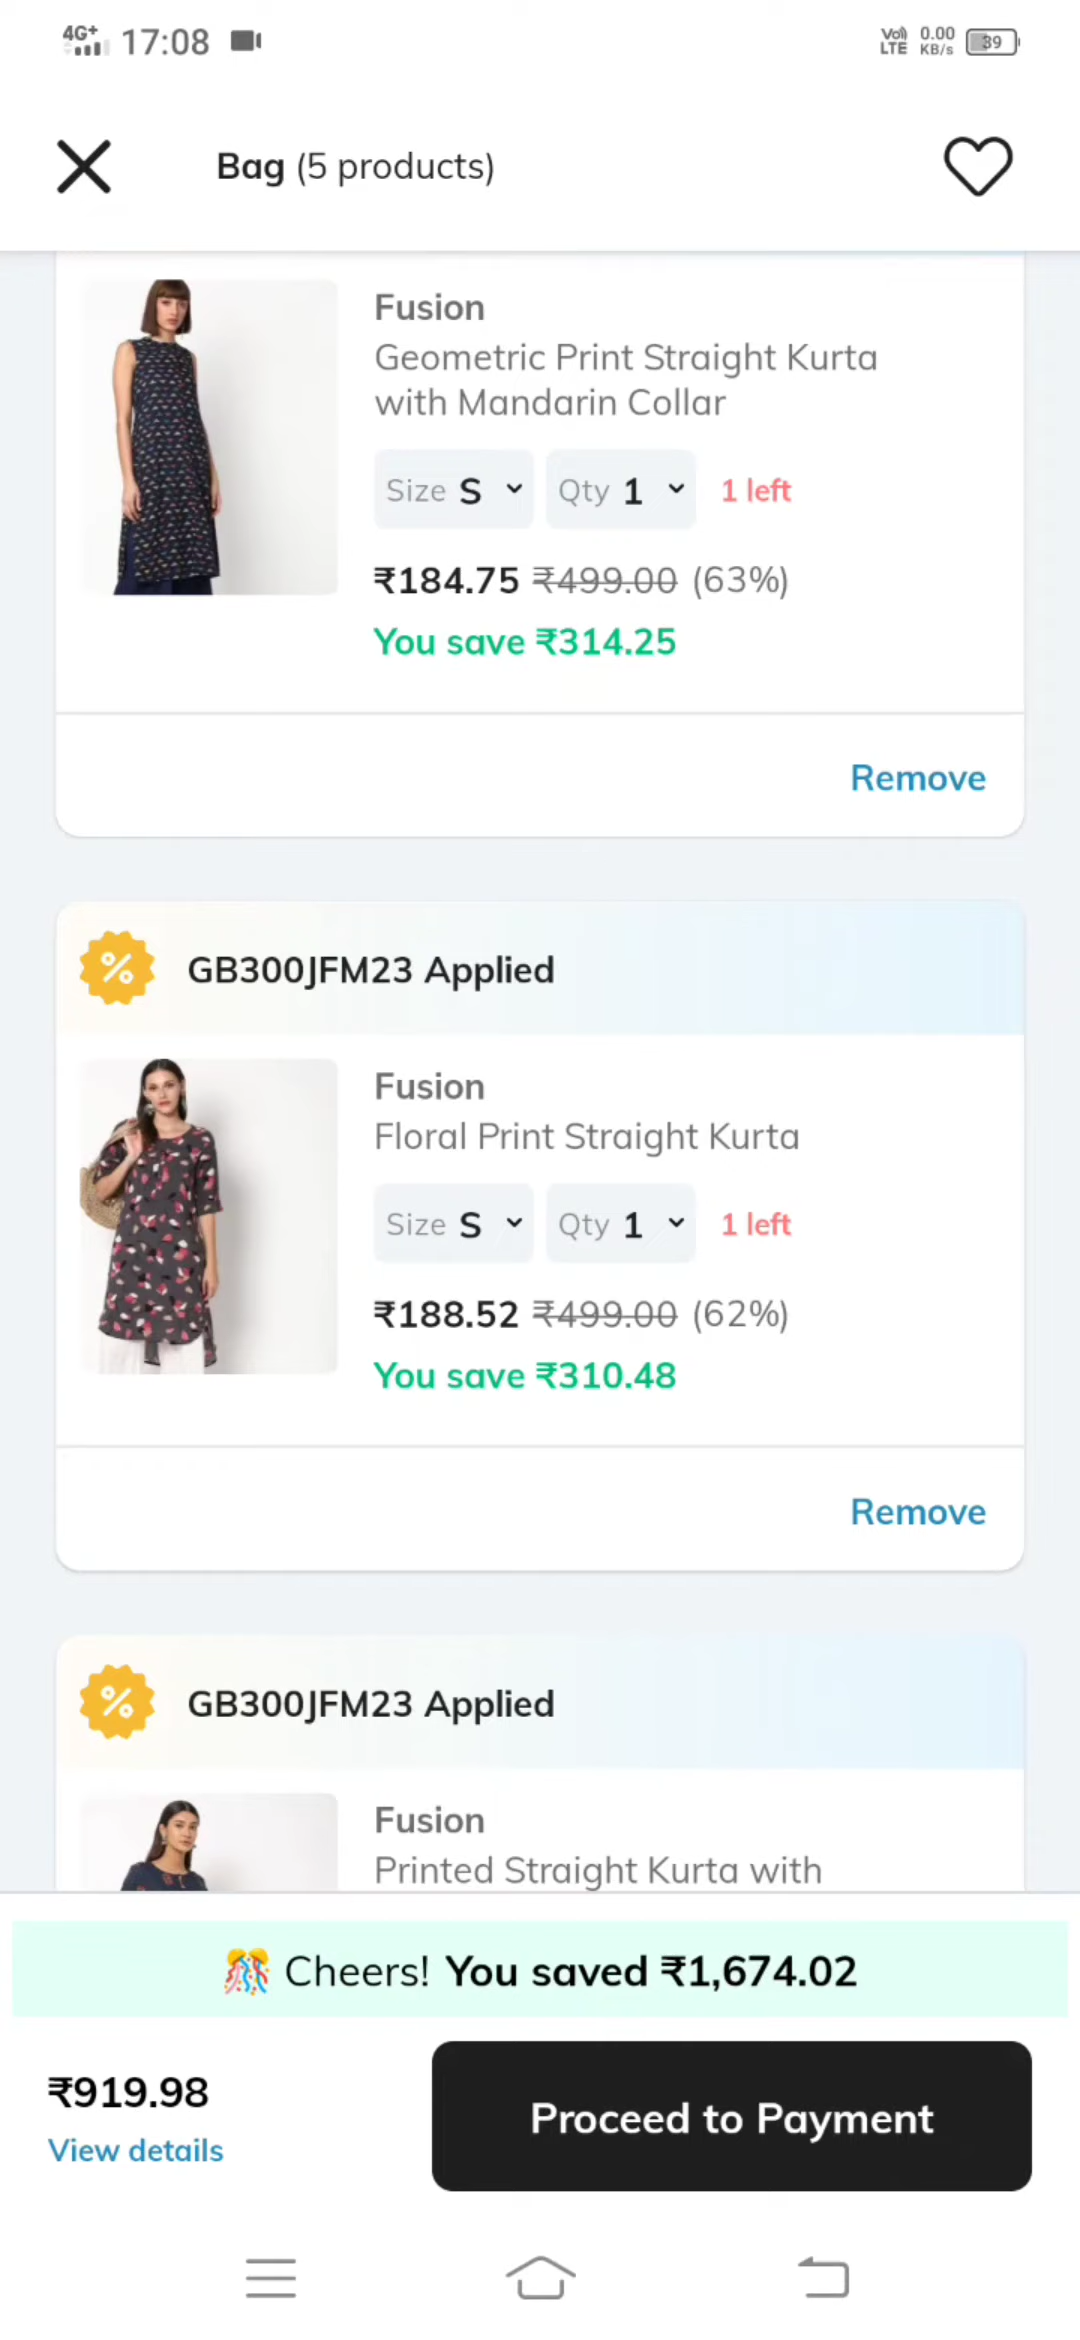 4G+ 17:08 Vo) LTE 0.00 KB/s 39
Bag (5 products)
Fusion
Geometric Print Straight Kurta
with Mandarin Collar
Size S Qty 1 1 left
₹184.75 ₹499.00 (63%)
You save ₹314.25
Remove
GB300JFM23 Applied
Fusion
Floral Print Straight Kurta
Size S Qty 1 1 left
₹188.52 ₹499.00 (62%)
You save ₹310.48
Remove
GB300JFM23 Applied
Fusion
Printed Straight Kurta with
Cheers! You saved ₹1,674.02
₹919.98
View details
Proceed to Payment